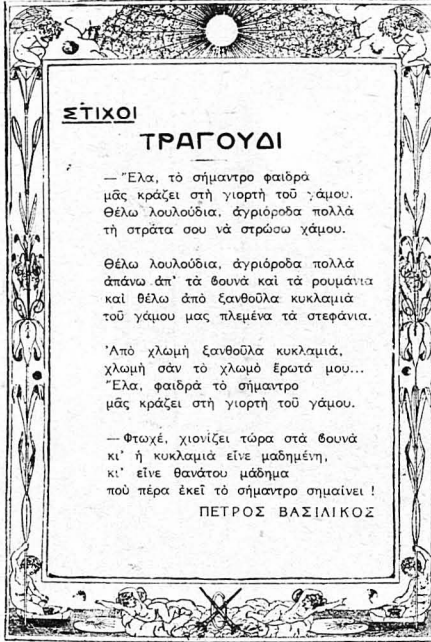 ΣΤΙΧΟΙ
ΤΡΑΓΟΥΔΙ
— Ἔλα, τὸ σήμαντρο φαιδρὰ
μᾶς κράζει στὴ γιορτὴ τοῦ γάμου.
Θέλω λουλούδια, ἀγριόροδα πολλὰ
τὴ στράτα σου νὰ στρώσω χάμου.
Θέλω λουλούδια, ἀγριόροδα πολλὰ
ἀπάνω ἀπ' τὰ βουνὰ καὶ τὰ ρουμάνια
καὶ θέλω ἀπὸ ξανθοῦλα κυκλαμιὰ
τοῦ γάμου μας πλεμένα τὰ στεφάνια.
Ἀπὸ χλωμὴ ξανθοῦλα κυκλαμιά,
χλωμὴ σὰν τὸ χλωμὸ ἔρωτά μου...
Ἔλα, φαιδρὰ τὸ σήμαντρο
μᾶς κράζει στὴ γιορτὴ τοῦ γάμου.
— Φτωχέ, χιονίζει τώρα στὰ βουνὰ
κι' ἡ κυκλαμιὰ εἶνε μαδημένη,
κι' εἶνε θανάτου μάδημα
ποὺ πέρα ἐκεῖ τὸ σήμαντρο σημαίνει !
ΠΕΤΡΟΣ ΒΑΣΙΛΙΚΟΣ